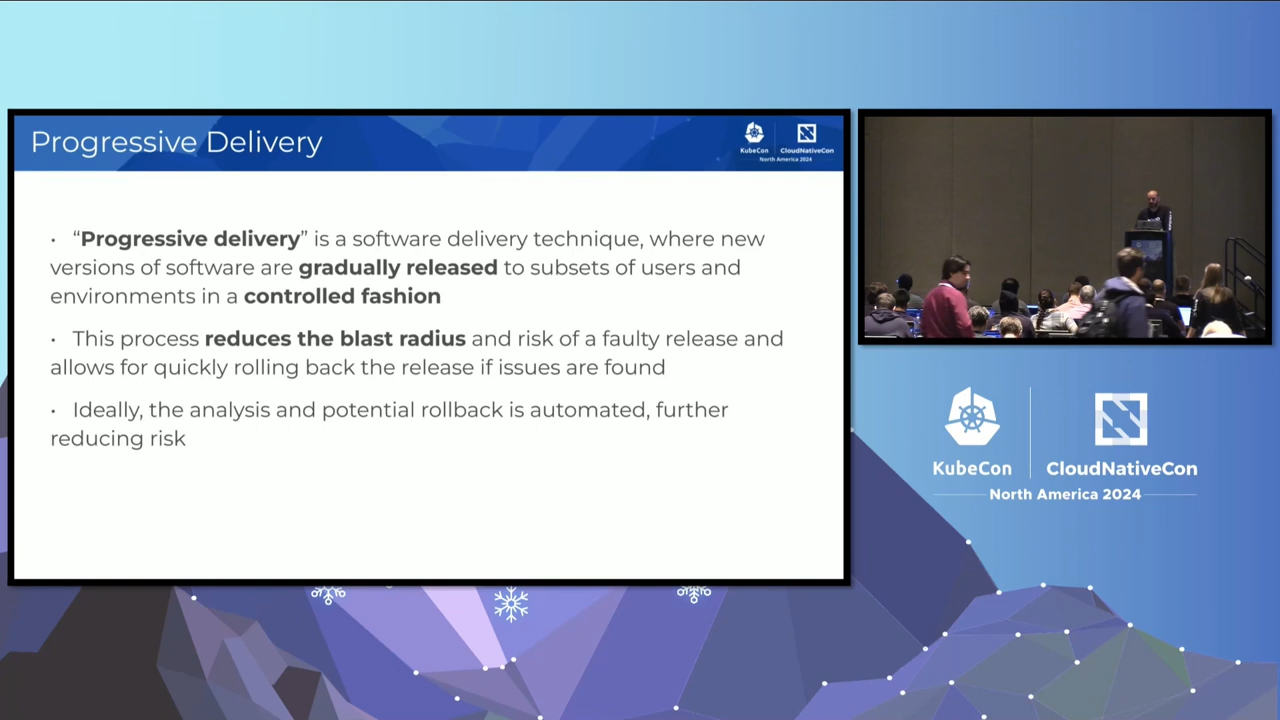 Progressive Delivery
KubeCon
CloudNativeCon
North America 2024
• “Progressive delivery” is a software delivery technique, where new
versions of software are gradually released to subsets of users and
environments in a controlled fashion
• This process reduces the blast radius and risk of a faulty release and
allows for quickly rolling back the release if issues are found
• Ideally, the analysis and potential rollback is automated, further
reducing risk
KubeCon
CloudNativeCon
North America 2024